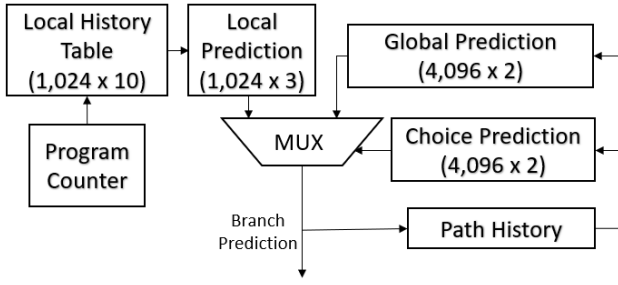 Local History
Table
(1,024 x 10)
Local
Prediction
(1,024 x 3)
Global Prediction
(4,096 x 2)
Program
Counter
MUX
Choice Prediction
(4,096 x 2)
Branch
Prediction
Path History